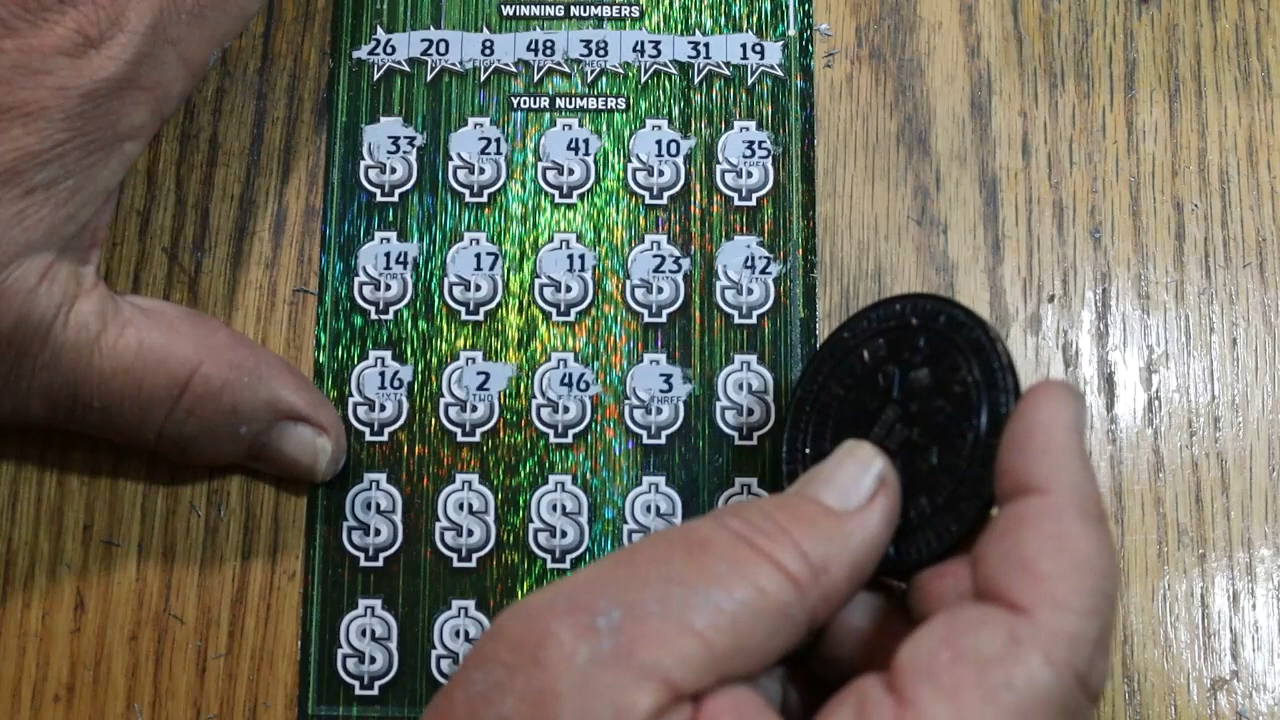 WINNING NUMBERS
26 20 8 48 38 43 31 19
YOUR NUMBERS
33 21 41 10 35
14 17 11 23 42
16 2 46 3 $
TWO THREE
$ $ $ $ $
$ $